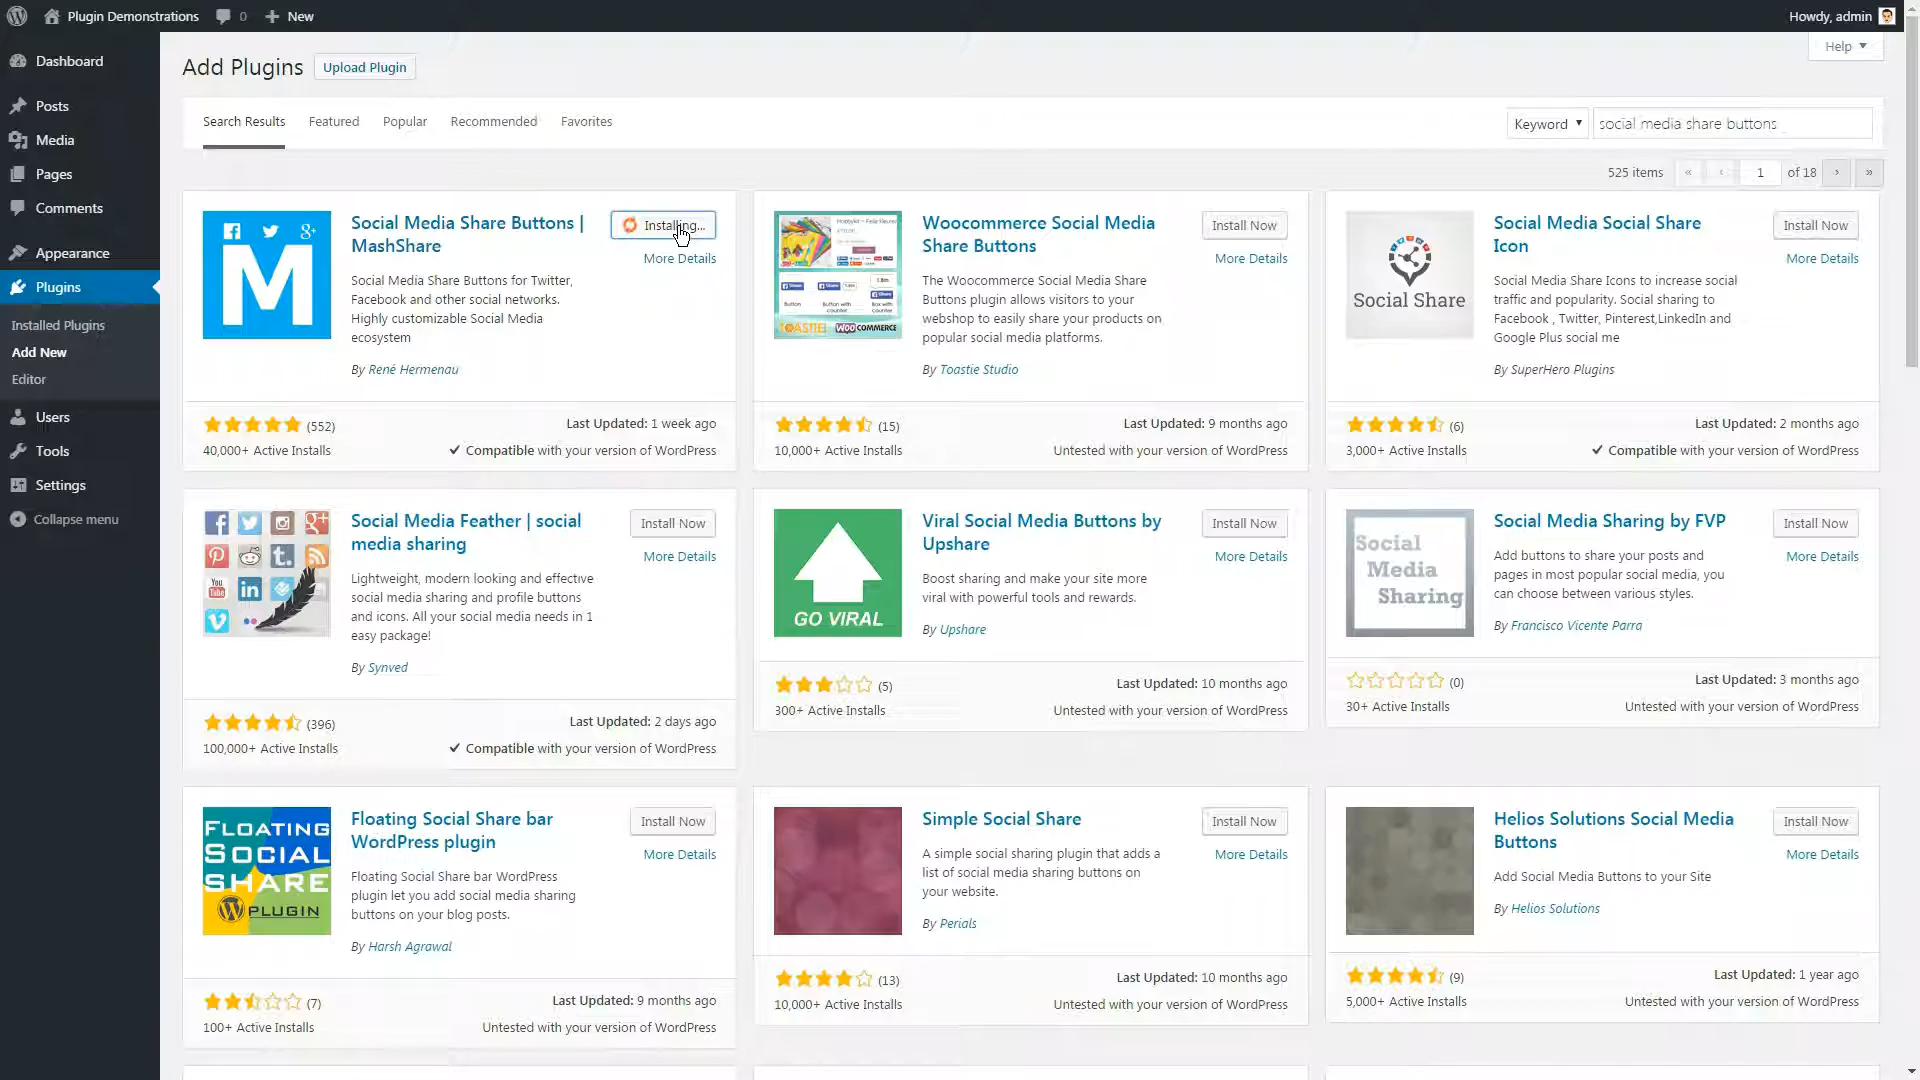 Plugin Demonstrations
0
New
Howdy, admin
Dashboard
Posts
Media
Pages
Comments
Appearance
Plugins
Installed Plugins
Add New
Editor
Users
Tools
Settings
Collapse menu
Help
Add Plugins
Upload Plugin
Search Results
Featured
Popular
Recommended
Favorites
Keyword
social media share buttons
525 items
«
‹
1
of 18
›
»
Social Media Share Buttons |
MashShare
Installing...
More Details
Social Media Share Buttons for Twitter,
Facebook and other social networks.
Highly customizable Social Media
ecosystem
By René Hermenau
(552)
Last Updated: 1 week ago
40,000+ Active Installs
Compatible with your version of WordPress
Woocommerce Social Media
Share Buttons
Install Now
More Details
The Woocommerce Social Media Share
Buttons plugin allows visitors to your
webshop to easily share your products on
popular social media platforms.
By Toastie Studio
TOASTIE!
WOO COMMERCE
(15)
Last Updated: 9 months ago
10,000+ Active Installs
Untested with your version of WordPress
Social Media Social Share
Icon
Install Now
More Details
Social Media Share Icons to increase social
traffic and popularity. Social sharing to
Facebook , Twitter, Pinterest,LinkedIn and
Google Plus social me
By SuperHero Plugins
Social Share
(6)
Last Updated: 2 months ago
3,000+ Active Installs
Compatible with your version of WordPress
Social Media Feather | social
media sharing
Install Now
More Details
Lightweight, modern looking and effective
social media sharing and profile buttons
and icons. All your social media needs in 1
easy package!
By Synved
(396)
Last Updated: 2 days ago
100,000+ Active Installs
Compatible with your version of WordPress
Viral Social Media Buttons by
Upshare
Install Now
More Details
Boost sharing and make your site more
viral with powerful tools and rewards.
By Upshare
GO VIRAL
(5)
Last Updated: 10 months ago
300+ Active Installs
Untested with your version of WordPress
Social Media Sharing by FVP
Install Now
More Details
Add buttons to share your posts and
pages in most popular social media, you
can choose between various styles.
By Francisco Vicente Parra
Social
Media
Sharing
(0)
Last Updated: 3 months ago
30+ Active Installs
Untested with your version of WordPress
Floating Social Share bar
WordPress plugin
Install Now
More Details
Floating Social Share bar WordPress
plugin let you add social media sharing
buttons on your blog posts.
By Harsh Agrawal
FLOATING
SOCIAL
SHARE
PLUGIN
(7)
Last Updated: 9 months ago
100+ Active Installs
Untested with your version of WordPress
Simple Social Share
Install Now
More Details
A simple social sharing plugin that adds a
list of social media sharing buttons on
your website.
By Perials
(13)
Last Updated: 10 months ago
10,000+ Active Installs
Untested with your version of WordPress
Helios Solutions Social Media
Buttons
Install Now
More Details
Add Social Media Buttons to your Site
By Helios Solutions
(9)
Last Updated: 1 year ago
5,000+ Active Installs
Untested with your version of WordPress